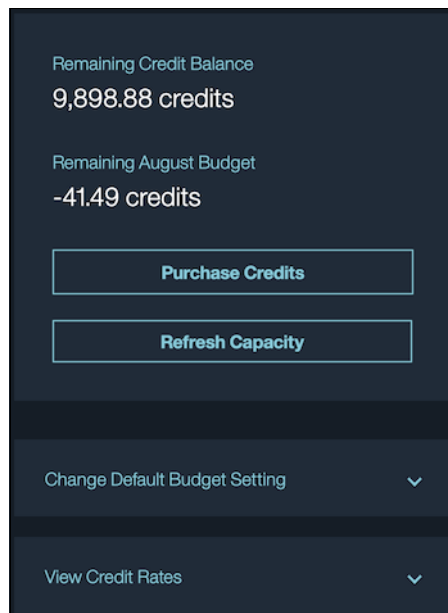 Remaining Credit Balance
9,898.88 credits
Remaining August Budget
-41.49 credits
Purchase Credits
Refresh Capacity
Change Default Budget Setting
View Credit Rates